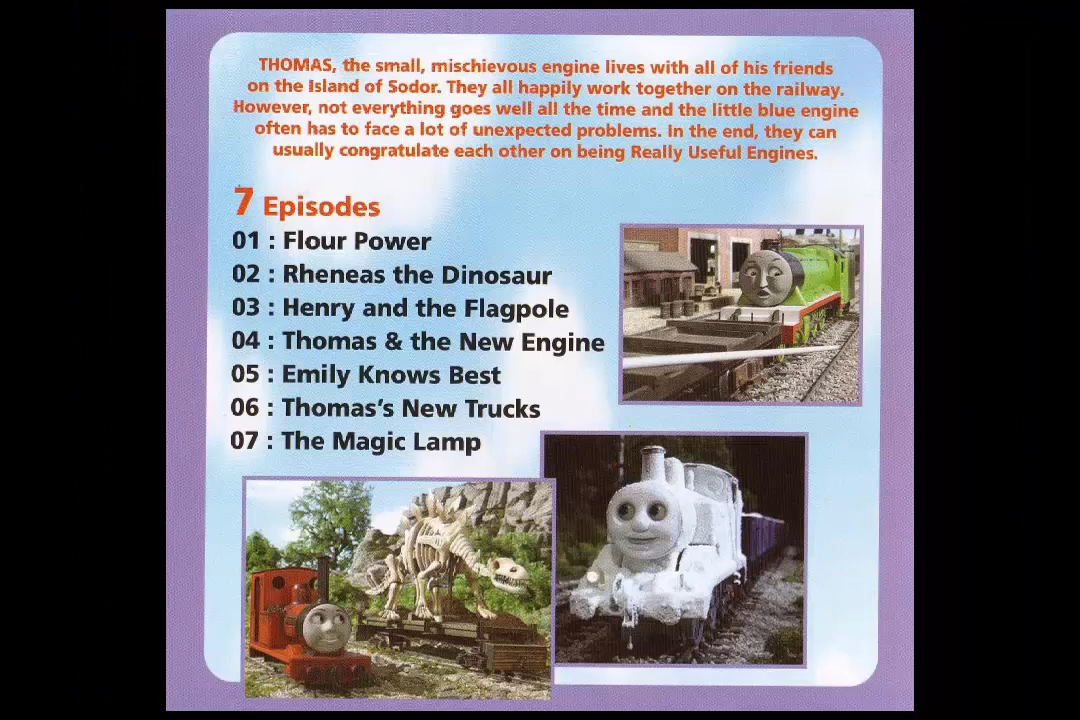 THOMAS, the small, mischievous engine lives with all of his friends
on the Island of Sodor. They all happily work together on the railway.
However, not everything goes well all the time and the little blue engine
often has to face a lot of unexpected problems. In the end, they can
usually congratulate each other on being Really Useful Engines.
7 Episodes
01 : Flour Power
02 : Rheneas the Dinosaur
03 : Henry and the Flagpole
04 : Thomas & the New Engine
05 : Emily Knows Best
06 : Thomas's New Trucks
07 : The Magic Lamp